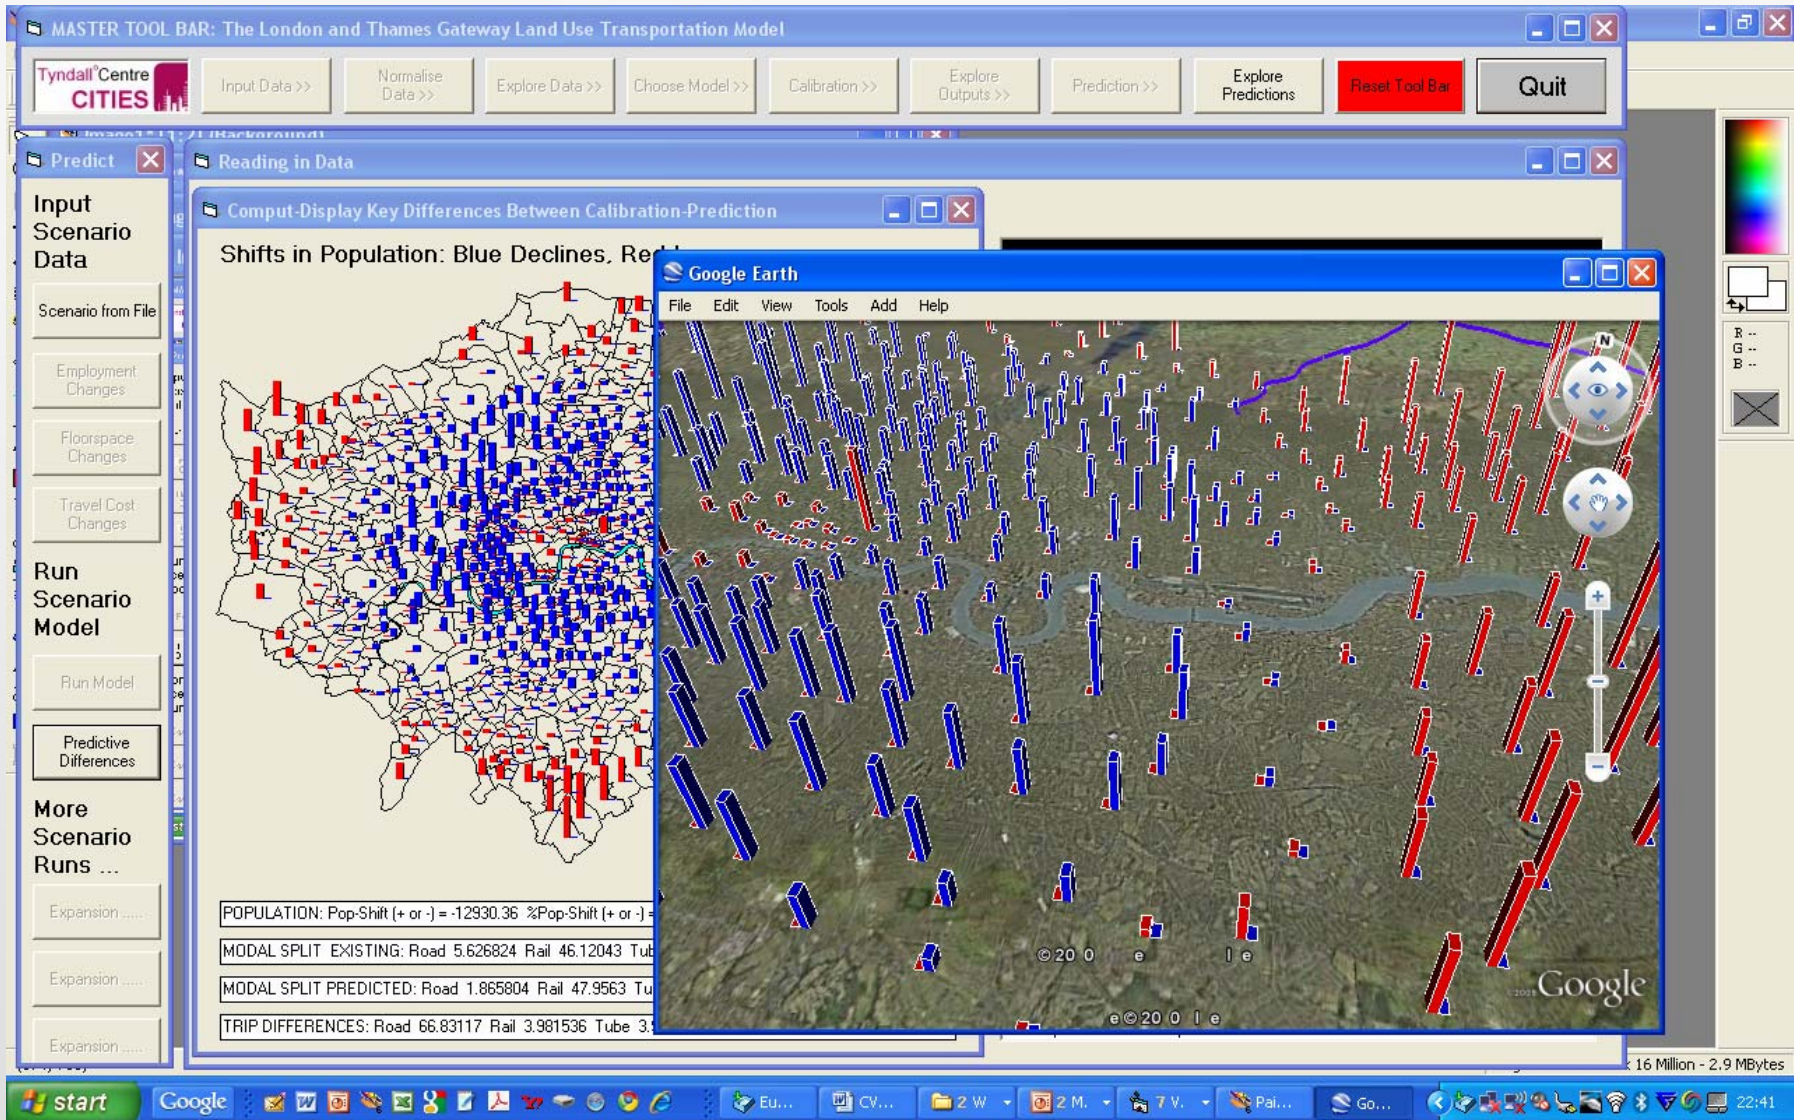 MASTER TOOL BAR: The London and Thames Gateway Land Use Transportation Model
Tyndall°Centre
CITIES
Input Data >>
Normalise
Data >>
Explore Data >>
Choose Model >>
Calibration >>
Explore
Outputs >>
Prediction >>
Explore
Predictions
Reset Tool Bar
Quit
Predict
Input
Scenario
Data
Scenario from File
Employment
Changes
Floorspace
Changes
Travel Cost
Changes
Run
Scenario
Model
Run Model
Predictive
Differences
More
Scenario
Runs ...
Expansion .....
Expansion .....
Expansion .....
Reading in Data
Comput-Display Key Differences Between Calibration-Prediction
Shifts in Population: Blue Declines,
POPULATION: Pop-Shift (+ or -) = -12930.36 %Pop-Shift (+ or -) =
MODAL SPLIT EXISTING: Road 5.626824 Rail 46.12043
MODAL SPLIT PREDICTED: Road 1.865804 Rail 47.9563
TRIP DIFFERENCES: Road 66.83117 Rail 3.981536 Tube
Google Earth
File Edit View Tools Add Help
N
Google
R --
G --
B --
16 Million - 2.9 MBytes
start
Google
Eu...
CV...
2 W
2 M.
7 V.
Pai...
Go...
22:41